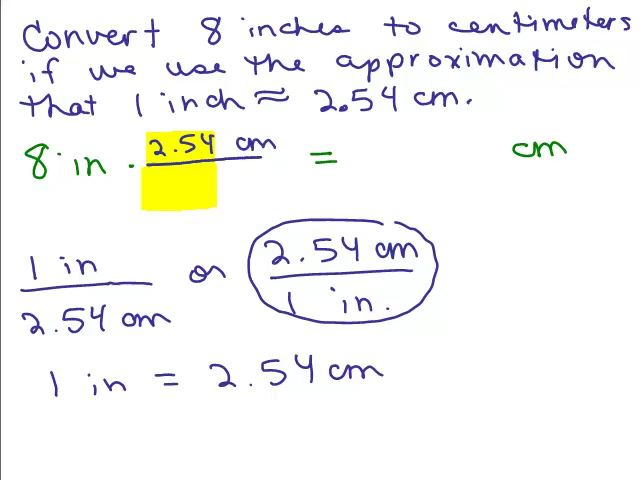 Convert 8 inches to centimeters
if we use the approximation
that 1 inch ≈ 2.54 cm.
8 in · 2.54 cm = cm
1 in or 2.54 cm
2.54 cm 1 in.
1 in = 2.54 cm